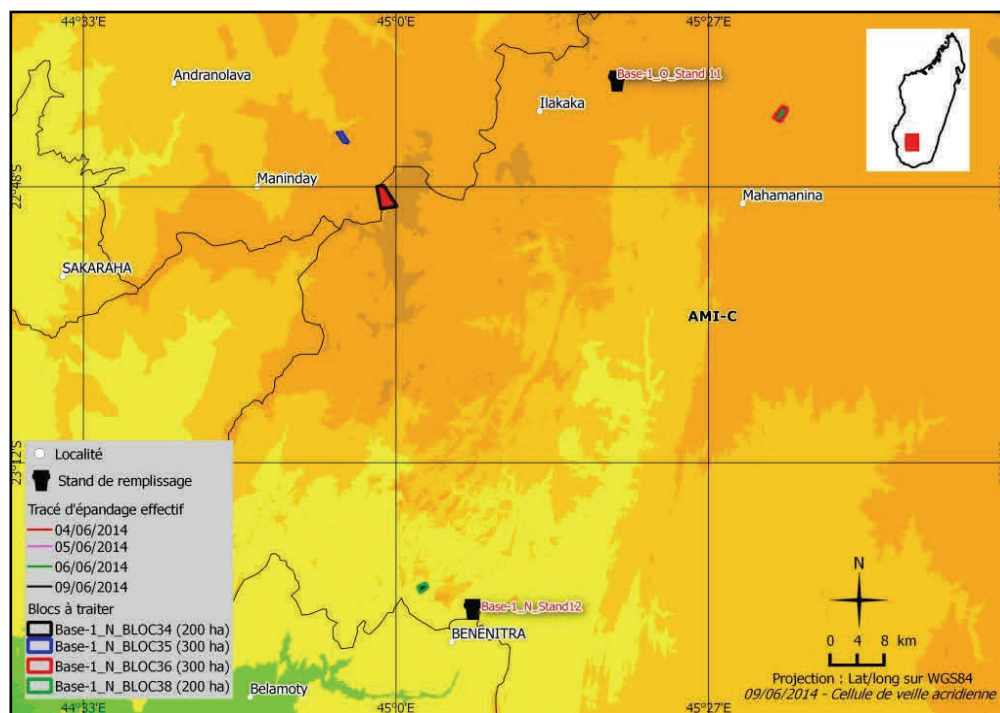 44°33'E
45°0'E
45°27'E
Andranolava
Base-1_O_Stand 11
Ilakaka
22°48'S
22°48'S
Maninday
Mahamanina
SAKARAHA
AMI-C
23°12'S
23°12'S
Localité
Stand de remplissage
Tracé d'épandage effectif
04/06/2014
05/06/2014
06/06/2014
09/06/2014
Blocs à traiter
Base-1_N_BLOC34 (200 ha)
Base-1_N_BLOC35 (300 ha)
Base-1_N_BLOC36 (300 ha)
Base-1_N_BLOC38 (200 ha)
Base-1_N_Stand12
BENENITRA
Belamoty
N
0 4 8 km
Projection : Lat/long sur WGS84
09/06/2014 - Cellule de veille acridienne
44°33'E
45°0'E
45°27'E